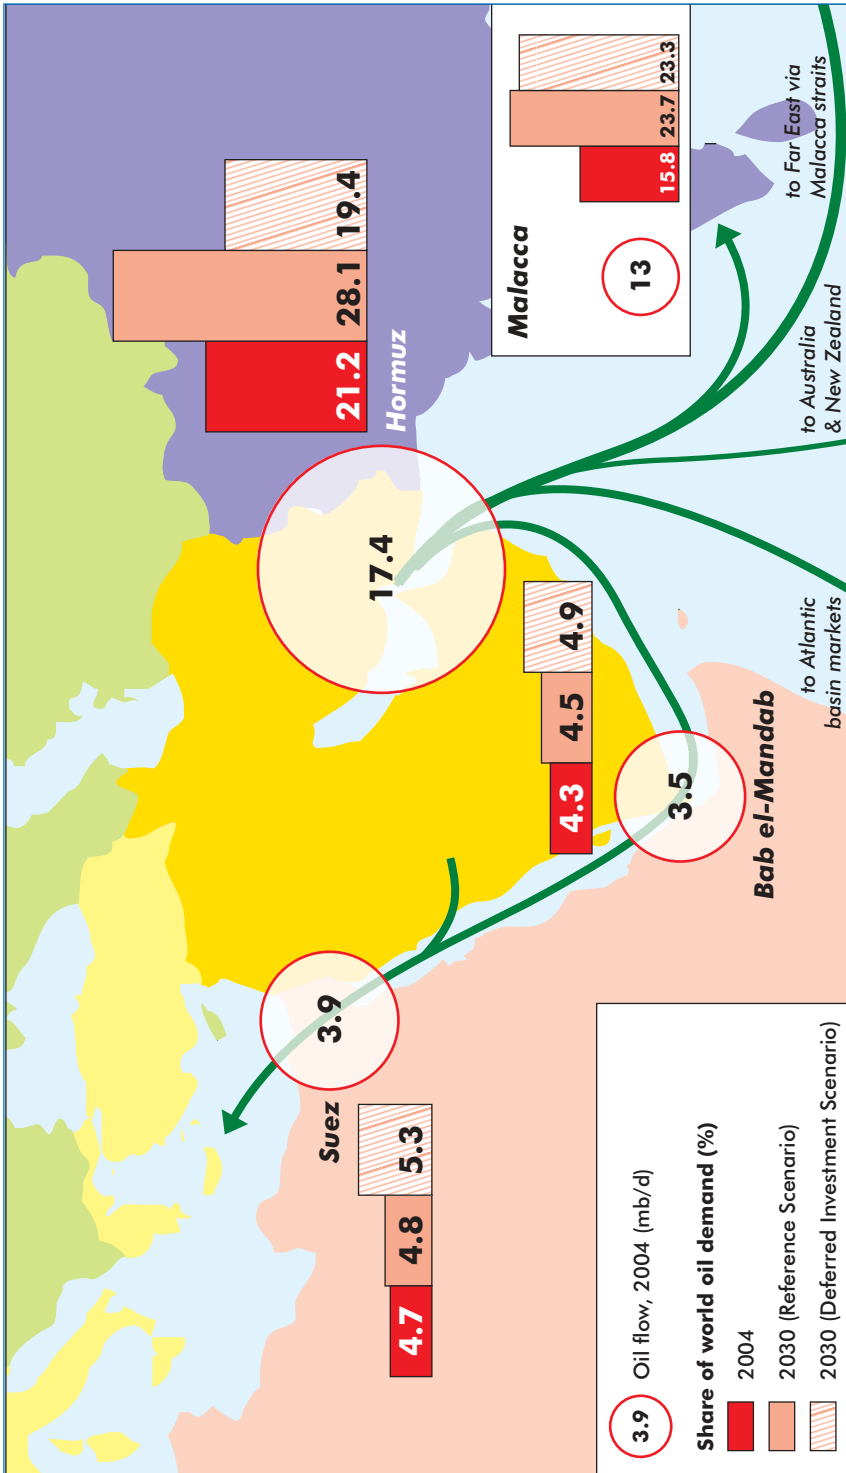 Suez
3.9
4.7
4.8
5.3
17.4
Hormuz
21.2
28.1
19.4
4.3
4.5
4.9
3.5
Bab el-Mandab
Malacca
13
15.8
23.7
23.3
to Atlantic
basin markets
to Australia
& New Zealand
to Far East via
Malacca straits
3.9 Oil flow, 2004 (mb/d)
Share of world oil demand (%)
2004
2030 (Reference Scenario)
2030 (Deferred Investment Scenario)